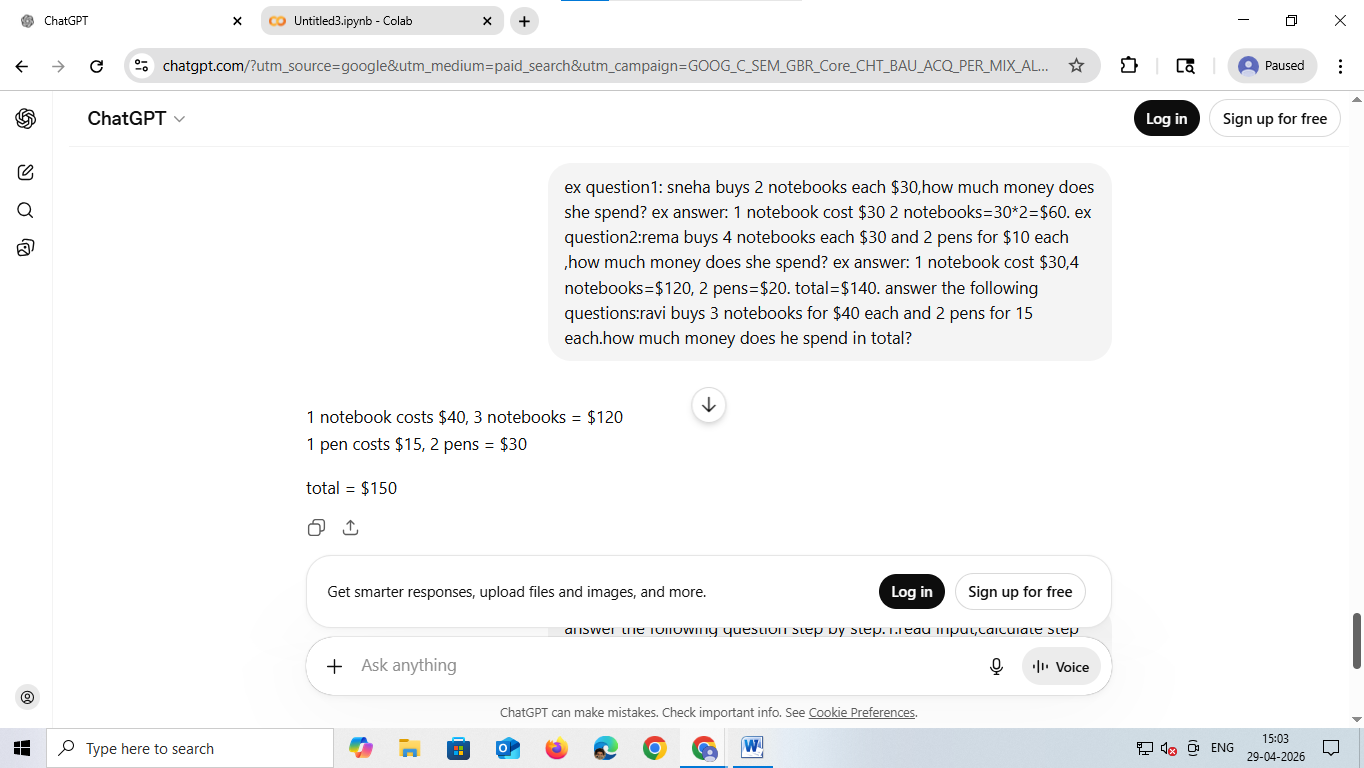 ChatGPT
Untitled3.ipynb - Colab
chatgpt.com/?utm_source=google&utm_medium=paid_search&utm_campaign=GOOG_C_SEM_GBR_Core_CHT_BAU_ACQ_PER_MIX_AL...
Paused
ChatGPT
Log in
Sign up for free
ex question1: sneha buys 2 notebooks each $30,how much money does
she spend? ex answer: 1 notebook cost $30 2 notebooks=30*2=$60. ex
question2:rema buys 4 notebooks each $30 and 2 pens for $10 each
,how much money does she spend? ex answer: 1 notebook cost $30,4
notebooks=$120, 2 pens=$20. total=$140. answer the following
questions:ravi buys 3 notebooks for $40 each and 2 pens for 15
each.how much money does he spend in total?
1 notebook costs $40, 3 notebooks = $120
1 pen costs $15, 2 pens = $30
total = $150
Get smarter responses, upload files and images, and more.
Log in
Sign up for free
answer the following question step by step.1.read input,calculate step
Ask anything
Voice
ChatGPT can make mistakes. Check important info. See Cookie Preferences.
Type here to search
ENG
15:03
29-04-2026